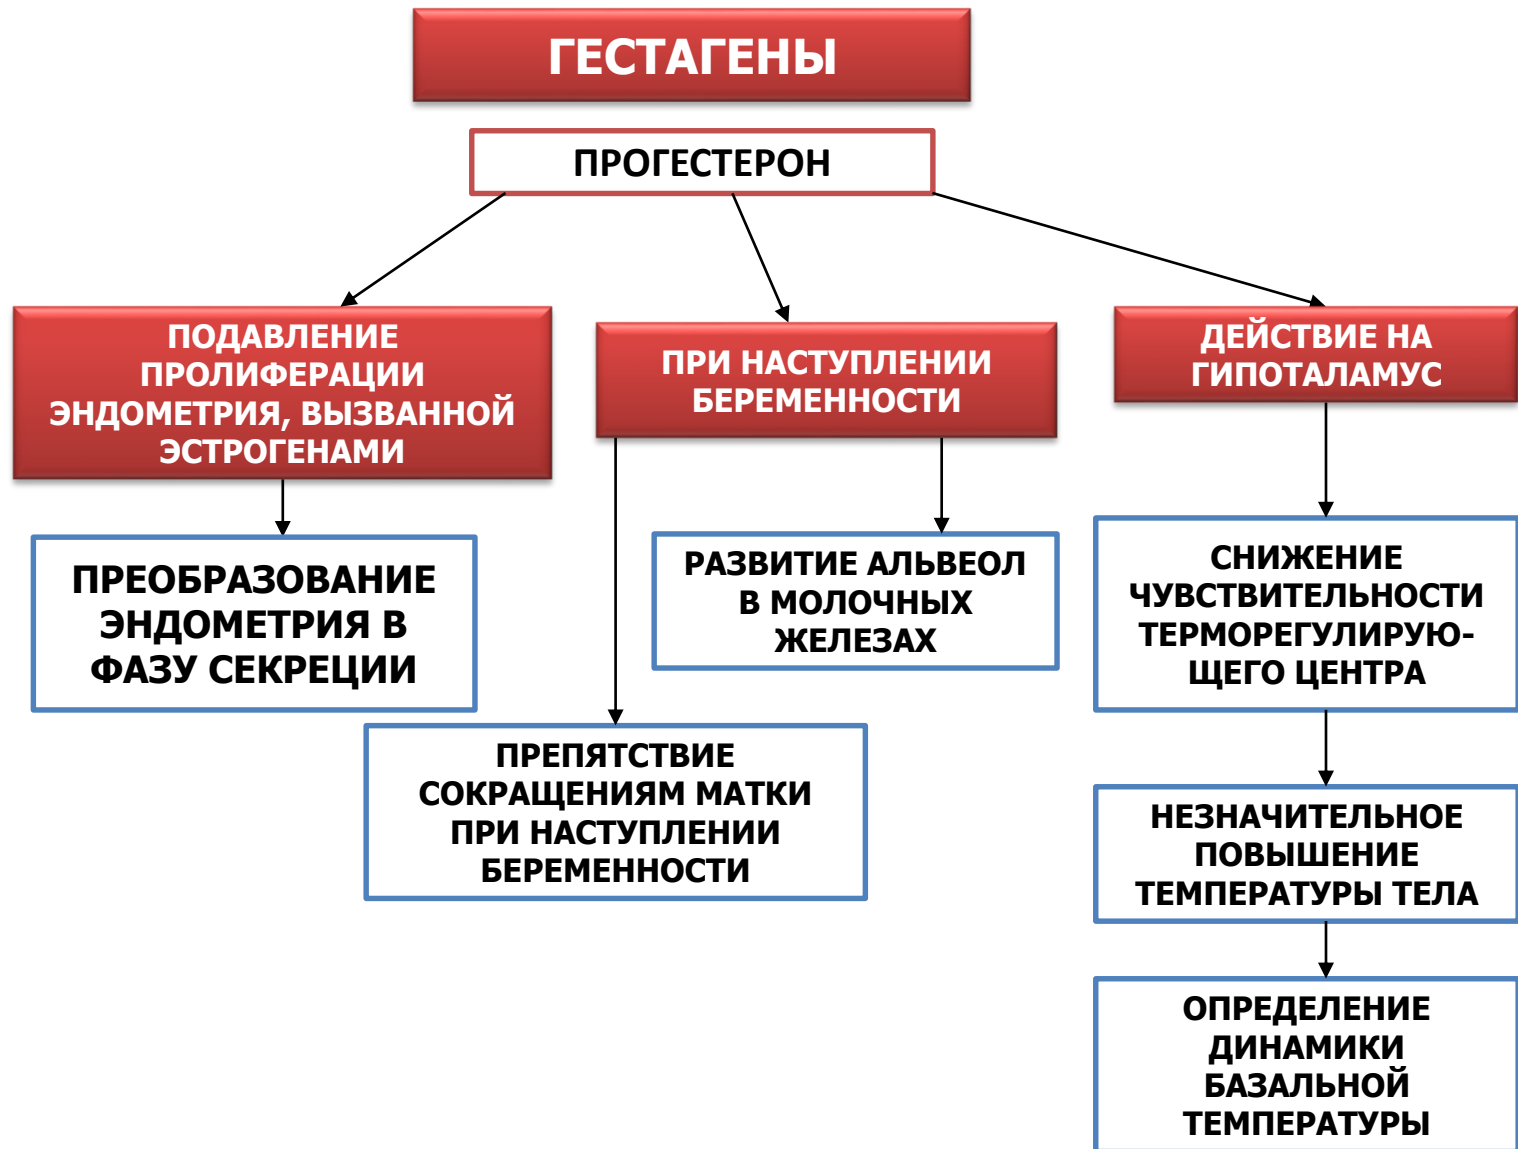 ГЕСТАГЕНЫ
ПРОГЕСТЕРОН
ПОДАВЛЕНИЕ
ПРОЛИФЕРАЦИИ
ЭНДОМЕТРИЯ, ВЫЗВАННОЙ
ЭСТРОГЕНАМИ
ПРИ НАСТУПЛЕНИИ
БЕРЕМЕННОСТИ
ДЕЙСТВИЕ НА
ГИПОТАЛАМУС
ПРЕОБРАЗОВАНИЕ
ЭНДОМЕТРИЯ В
ФАЗУ СЕКРЕЦИИ
РАЗВИТИЕ АЛЬВЕОЛ
В МОЛОЧНЫХ
ЖЕЛЕЗАХ
СНИЖЕНИЕ
ЧУВСТВИТЕЛЬНОСТИ
ТЕРМОРЕГУЛИРУЮ-
ЩЕГО ЦЕНТРА
ПРЕПЯТСТВИЕ
СОКРАЩЕНИЯМ МАТКИ
ПРИ НАСТУПЛЕНИИ
БЕРЕМЕННОСТИ
НЕЗНАЧИТЕЛЬНОЕ
ПОВЫШЕНИЕ
ТЕМПЕРАТУРЫ ТЕЛА
ОПРЕДЕЛЕНИЕ
ДИНАМИКИ
БАЗАЛЬНОЙ
ТЕМПЕРАТУРЫ